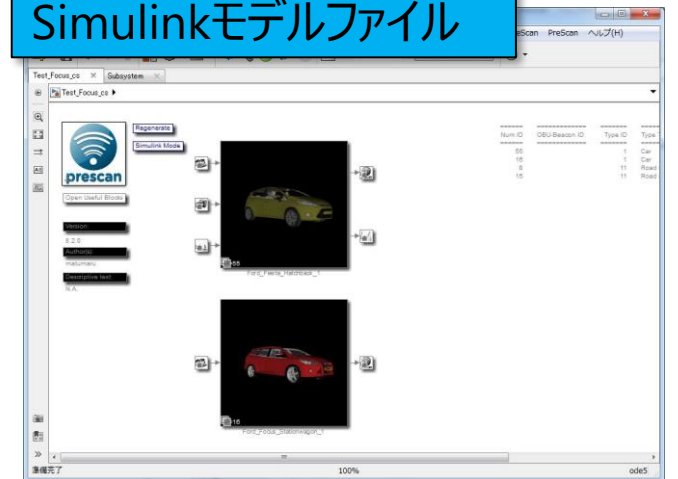 Simulinkモデルファイル
PreScan ヘルプ(H)
Test_Focus_cs × Subsystem ×
Test_Focus_cs
Regenerate
Simulink Mode
prescan
Open Useful Blocks
Version:
Author(s):
matumaru
Descriptive text:
N.A.
66
Ford_Fiesta_Hatchback_1
16
Ford_Focus_Stationwagon_1
Num ID OBU-Beacon ID Type ID Type
66 1 Car
16 1 Car
8 11 Road
15 11 Road
準備完了 100% ode5